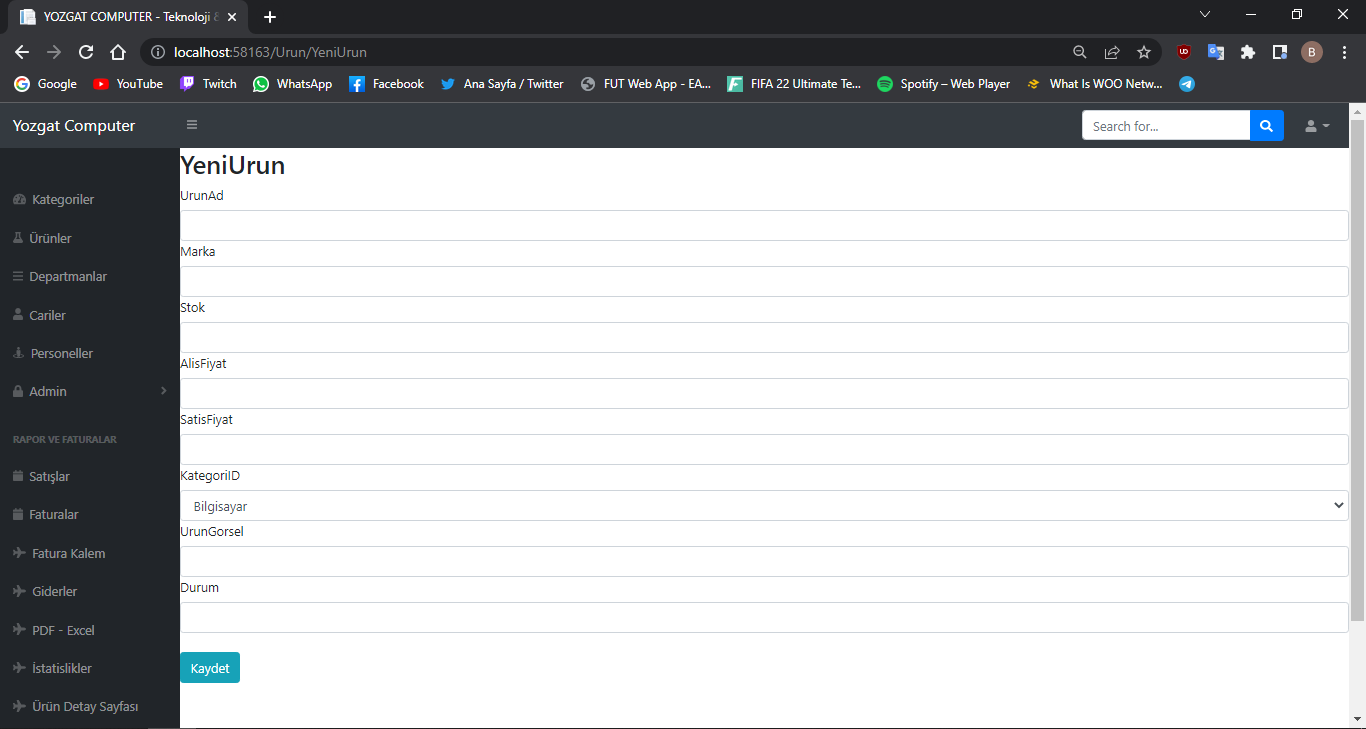 YOZGAT COMPUTER - Teknoloji &
localhost:58163/Urun/YeniUrun
UD
B
Google YouTube Twitch WhatsApp Facebook Ana Sayfa / Twitter FUT Web App - EA... FIFA 22 Ultimate Te... Spotify – Web Player What Is WOO Netw...
Yozgat Computer
Search for...
Kategoriler
Ürünler
Departmanlar
Cariler
Personeller
Admin
RAPOR VE FATURALAR
Satışlar
Faturalar
Fatura Kalem
Giderler
PDF - Excel
İstatislikler
Ürün Detay Sayfası
YeniUrun
UrunAd
Marka
Stok
AlisFiyat
SatisFiyat
KategoriID
Bilgisayar
UrunGorsel
Durum
Kaydet